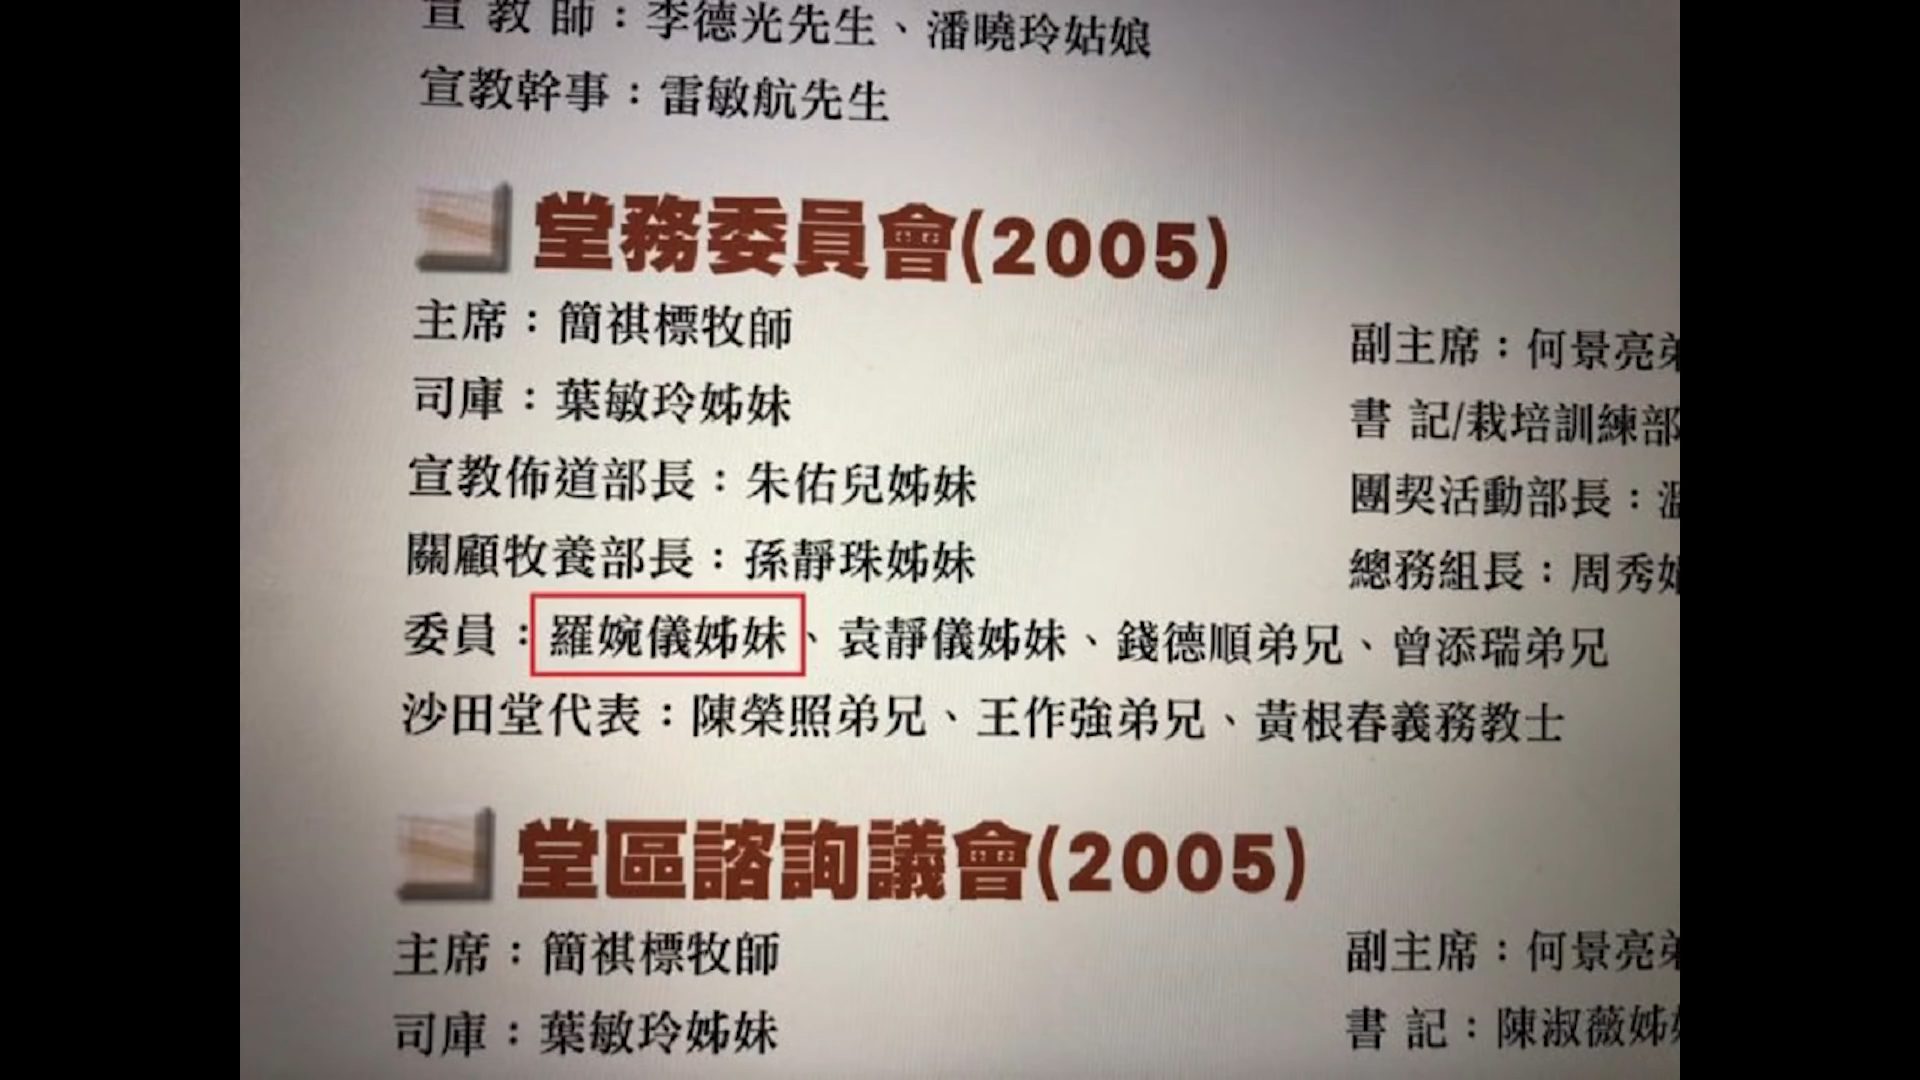 宣 教 師：李德光先生、潘曉玲姑娘
宣教幹事：雷敏航先生
堂務委員會(2005)
主席：簡祺標牧師
副主席：何景亮弟
司庫：葉敏玲姊妹
書 記/栽培訓練部
宣教佈道部長：朱佑兒姊妹
團契活動部長：溫
關顧牧養部長：孫靜珠姊妹
總務組長：周秀娟
委員：羅婉儀姊妹、袁靜儀姊妹、錢德順弟兄、曾添瑞弟兄
沙田堂代表：陳榮照弟兄、王作強弟兄、黃根春義務教士
堂區諮詢議會(2005)
主席：簡祺標牧師
副主席：何景亮弟
司庫：葉敏玲姊妹
書 記：陳淑薇姊妹